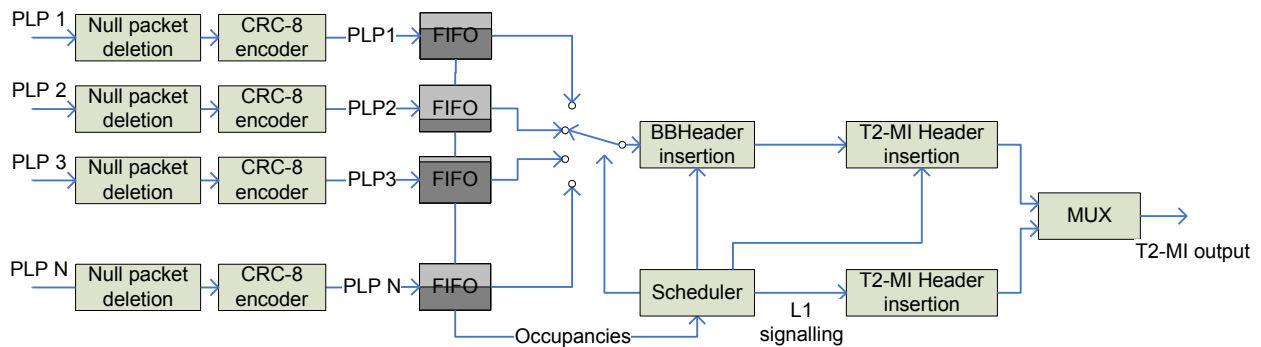 PLP 1
Null packet
deletion
CRC-8
encoder
PLP1
FIFO
PLP 2
Null packet
deletion
CRC-8
encoder
PLP2
FIFO
BBHeader
insertion
T2-MI Header
insertion
PLP 3
Null packet
deletion
CRC-8
encoder
PLP3
FIFO
MUX
T2-MI output
PLP N
Null packet
deletion
CRC-8
encoder
PLP N
FIFO
Scheduler
L1
signalling
T2-MI Header
insertion
Occupancies